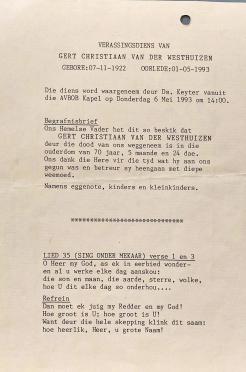 VERASSINGSDIENS VAN
GERT CHRISTIAAN VAN DER WESTHUIZEN
GEBORE:07-11-1922 OORLEDE:01-05-1993
Die diens word waargeneem deur Ds. Keyter vanuit
die AVBOB Kapel op Donderdag 6 Mei 1993 om 14:00.
Begrafnisbrief
Ons Hemelse Vader het dit so beskik dat
GERT CHRISTIAAN VAN DER WESTHUIZEN
deur die dood van ons weggeneem is in die
ouderdom van 70 jaar, 5 maande en 24 dae.
Ons dank die Here vir die tyd wat hy aan ons
gegun was en betreur sy heengaan met diepe
weemoed.
Namens eggenote, kinders en kleinkinders.
******************************
LIED 35 (SING ONDER MEKAAR) verse 1 en 3
O Heer my God, as ek in eerbied wonder-
en al u werke elke dag aanskou:
die son en maan, die aarde, sterre, wolke,
hoe U dit elke dag so onderhou,...
Refrein
Dan moet ek juig my Redder en my God!
Hoe groot is U; hoe groot is U!
Want deur die hele skepping klink dit saam:
hoe heerlik, Heer, u grote Naam!